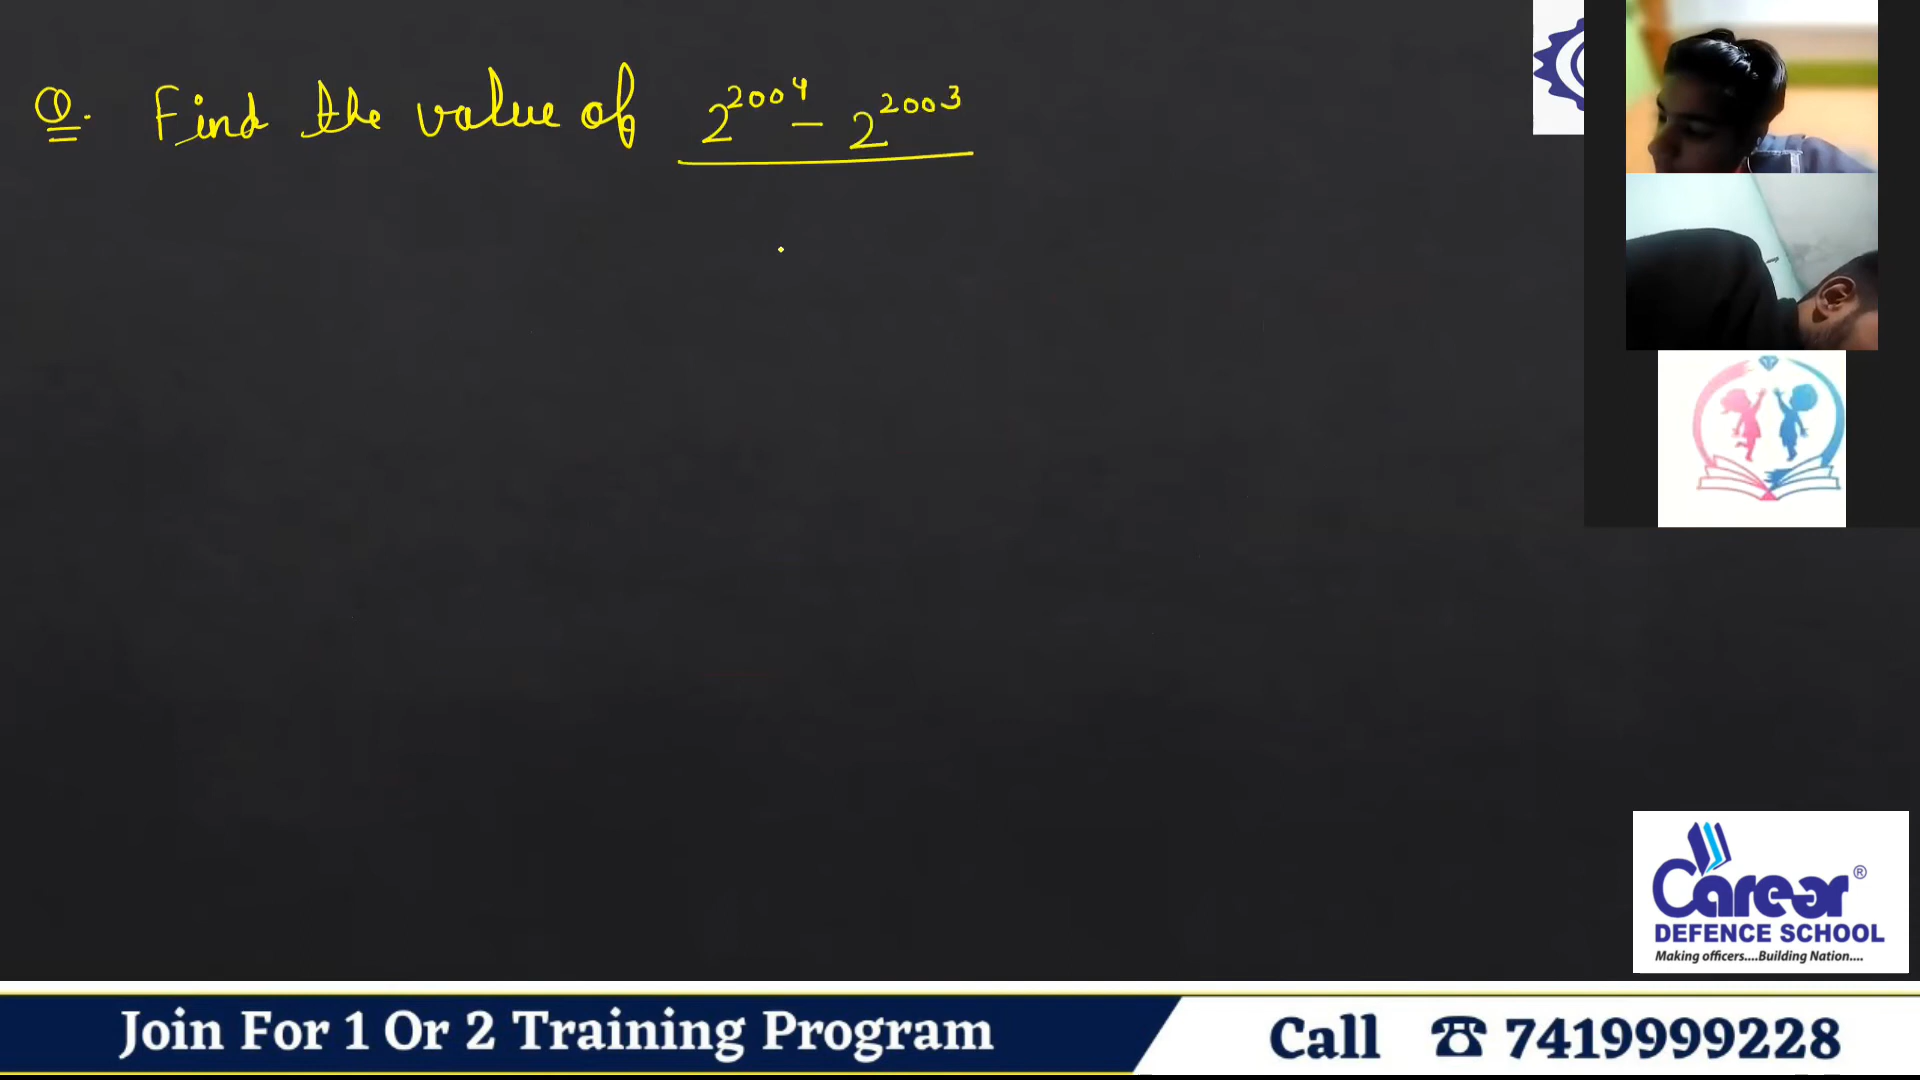 Q. Find the value of 2^2004 - 2^2003
Carear®
DEFENCE SCHOOL
Making officers....Building Nation....
Join For 1 Or 2 Training Program
Call ☎ 7419999228